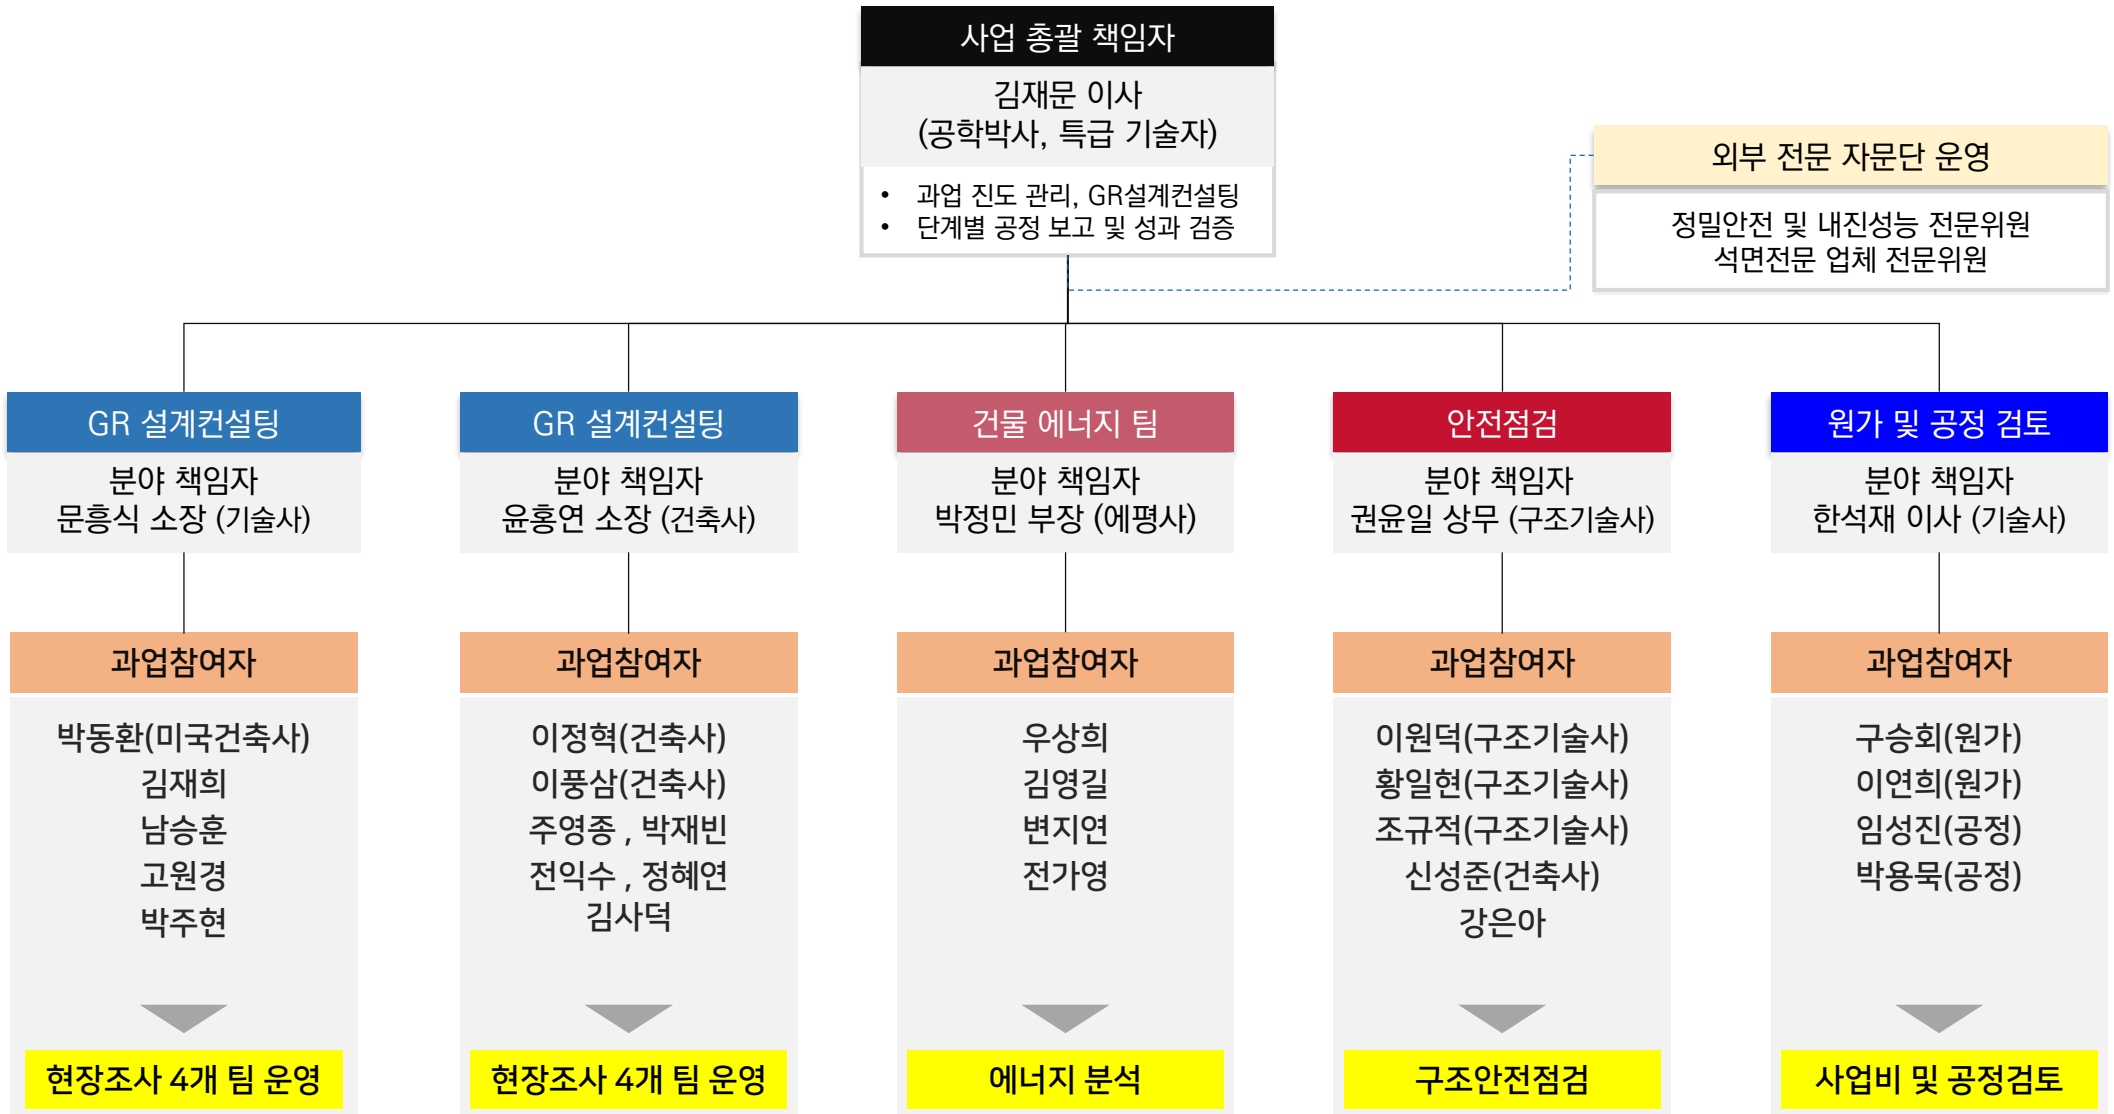 사업 총괄 책임자
김재문 이사
(공학박사, 특급 기술자)
• 과업 진도 관리, GR설계컨설팅
• 단계별 공정 보고 및 성과 검증
외부 전문 자문단 운영
정밀안전 및 내진성능 전문위원
석면전문 업체 전문위원
GR 설계컨설팅
분야 책임자
문흥식 소장 (기술사)
과업참여자
박동환(미국건축사)
김재희
남승훈
고원경
박주현
현장조사 4개 팀 운영
GR 설계컨설팅
분야 책임자
윤홍연 소장 (건축사)
과업참여자
이정혁(건축사)
이풍삼(건축사)
주영종 , 박재빈
전익수 , 정혜연
김사덕
현장조사 4개 팀 운영
건물 에너지 팀
분야 책임자
박정민 부장 (에평사)
과업참여자
우상희
김영길
변지연
전가영
에너지 분석
안전점검
분야 책임자
권윤일 상무 (구조기술사)
과업참여자
이원덕(구조기술사)
황일현(구조기술사)
조규적(구조기술사)
신성준(건축사)
강은아
구조안전점검
원가 및 공정 검토
분야 책임자
한석재 이사 (기술사)
과업참여자
구승회(원가)
이연희(원가)
임성진(공정)
박용묵(공정)
사업비 및 공정검토